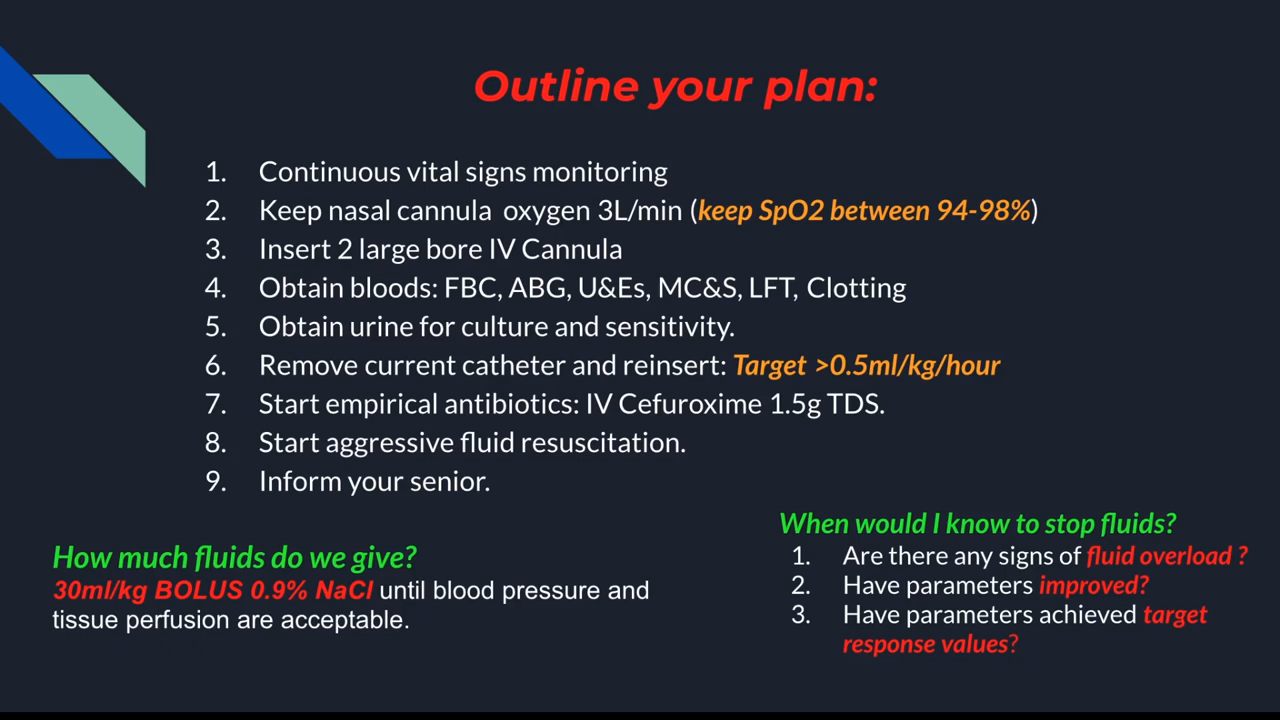 Outline your plan:
1. Continuous vital signs monitoring
2. Keep nasal cannula oxygen 3L/min (keep SpO2 between 94-98%)
3. Insert 2 large bore IV Cannula
4. Obtain bloods: FBC, ABG, U&Es, MC&S, LFT, Clotting
5. Obtain urine for culture and sensitivity.
6. Remove current catheter and reinsert: Target >0.5ml/kg/hour
7. Start empirical antibiotics: IV Cefuroxime 1.5g TDS.
8. Start aggressive fluid resuscitation.
9. Inform your senior.
How much fluids do we give?
30ml/kg BOLUS 0.9% NaCl until blood pressure and
tissue perfusion are acceptable.
When would I know to stop fluids?
1. Are there any signs of fluid overload ?
2. Have parameters improved?
3. Have parameters achieved target
response values?